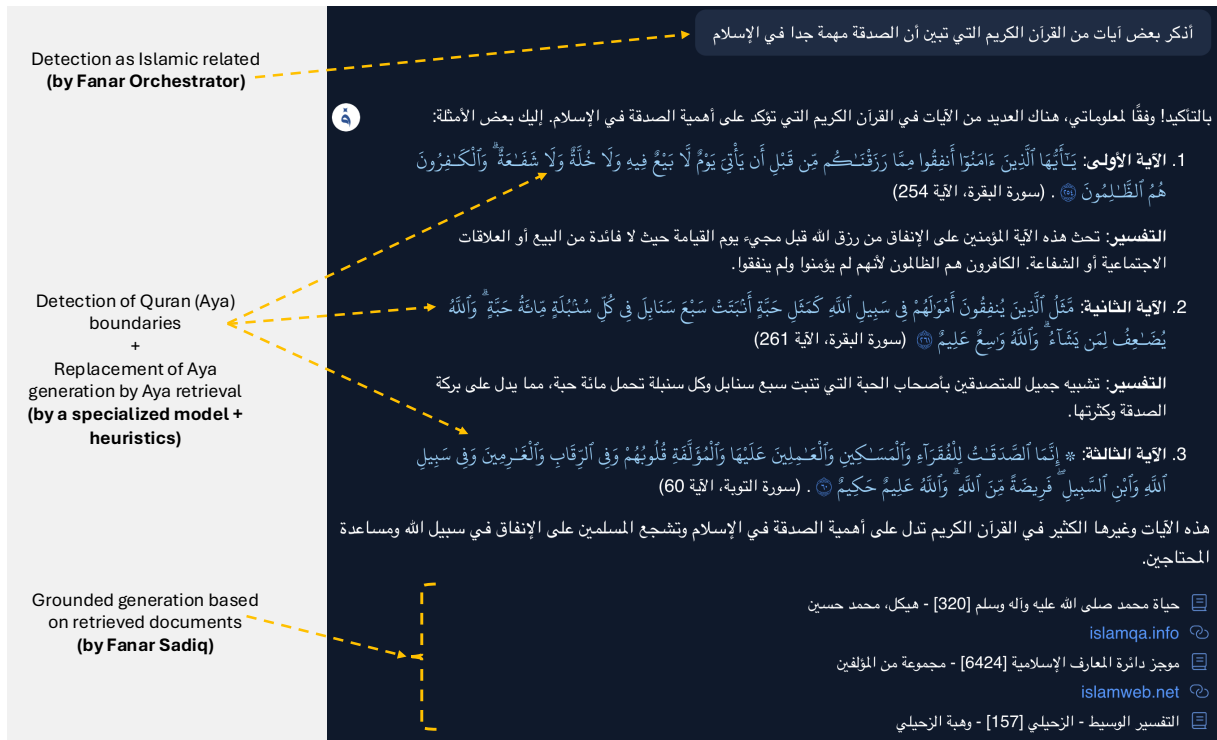 Detection as Islamic related
(by Fanar Orchestrator)
أذكر بعض آيات من القرآن الكريم التي تبين أن الصدقة مهمة جدا في الإسلام
ف
بالتأكيد! وفقًا لمعلوماتي، هناك العديد من الآيات في القرآن الكريم التي تؤكد على أهمية الصدقة في الإسلام. إليك بعض الأمثلة:
1. الآية الأولى: يَـٰٓأَيُّهَا ٱلَّذِينَ ءَامَنُوٓا۟ أَنفِقُوا۟ مِمَّا رَزَقْنَـٰكُم مِّن قَبْلِ أَن يَأْتِىَ يَوْمٌ لَّا بَيْعٌ فِيهِ وَلَا خُلَّةٌ وَلَا شَفَـٰعَةٌ ۗ وَٱلْكَـٰفِرُونَ
هُمُ ٱلظَّـٰلِمُونَ ٢٥٤ . (سورة البقرة، الآية 254)
التفسير: تحث هذه الآية المؤمنين على الإنفاق من رزق الله قبل مجيء يوم القيامة حيث لا فائدة من البيع أو العلاقات
الاجتماعية أو الشفاعة. الكافرون هم الظالمون لأنهم لم يؤمنوا ولم ينفقوا.
Detection of Quran (Aya)
boundaries
+
Replacement of Aya
generation by Aya retrieval
(by a specialized model +
heuristics)
2. الآية الثانية: مَّثَلُ ٱلَّذِينَ يُنفِقُونَ أَمْوَٰلَهُمْ فِى سَبِيلِ ٱللَّهِ كَمَثَلِ حَبَّةٍ أَنۢبَتَتْ سَبْعَ سَنَابِلَ فِى كُلِّ سُنۢبُلَةٍ مِّا۟ئَةُ حَبَّةٍ ۗ وَٱللَّهُ
يُضَـٰعِفُ لِمَن يَشَآءُ ۗ وَٱللَّهُ وَٰسِعٌ عَلِيمٌ ٢٦١ (سورة البقرة، الآية 261)
التفسير: تشبيه جميل للمتصدقين بأصحاب الحبة التي تنبت سبع سنابل وكل سنبلة تحمل مائة حبة، مما يدل على بركة
الصدقة وكثرتها.
3. الآية الثالثة: ۞ إِنَّمَا ٱلصَّدَقَـٰتُ لِلْفُقَرَآءِ وَٱلْمَسَـٰكِينِ وَٱلْعَـٰمِلِينَ عَلَيْهَا وَٱلْمُؤَلَّفَةِ قُلُوبُهُمْ وَفِى ٱلرِّقَابِ وَٱلْغَـٰرِمِينَ وَفِى سَبِيلِ
ٱللَّهِ وَٱبْنِ ٱلسَّبِيلِ ۖ فَرِيضَةً مِّنَ ٱللَّهِ ۗ وَٱللَّهُ عَلِيمٌ حَكِيمٌ ٦٠ . (سورة التوبة، الآية 60)
هذه الآيات وغيرها الكثير في القرآن الكريم تدل على أهمية الصدقة في الإسلام وتشجع المسلمين على الإنفاق في سبيل الله ومساعدة
المحتاجين.
Grounded generation based
on retrieved documents
(by Fanar Sadiq)
حياة محمد صلى الله عليه وآله وسلم [320] - هيكل، محمد حسين
islamqa.info
موجز دائرة المعارف الإسلامية [6424] - مجموعة من المؤلفين
islamweb.net
التفسير الوسيط - الزحيلي [157] - وهبة الزحيلي